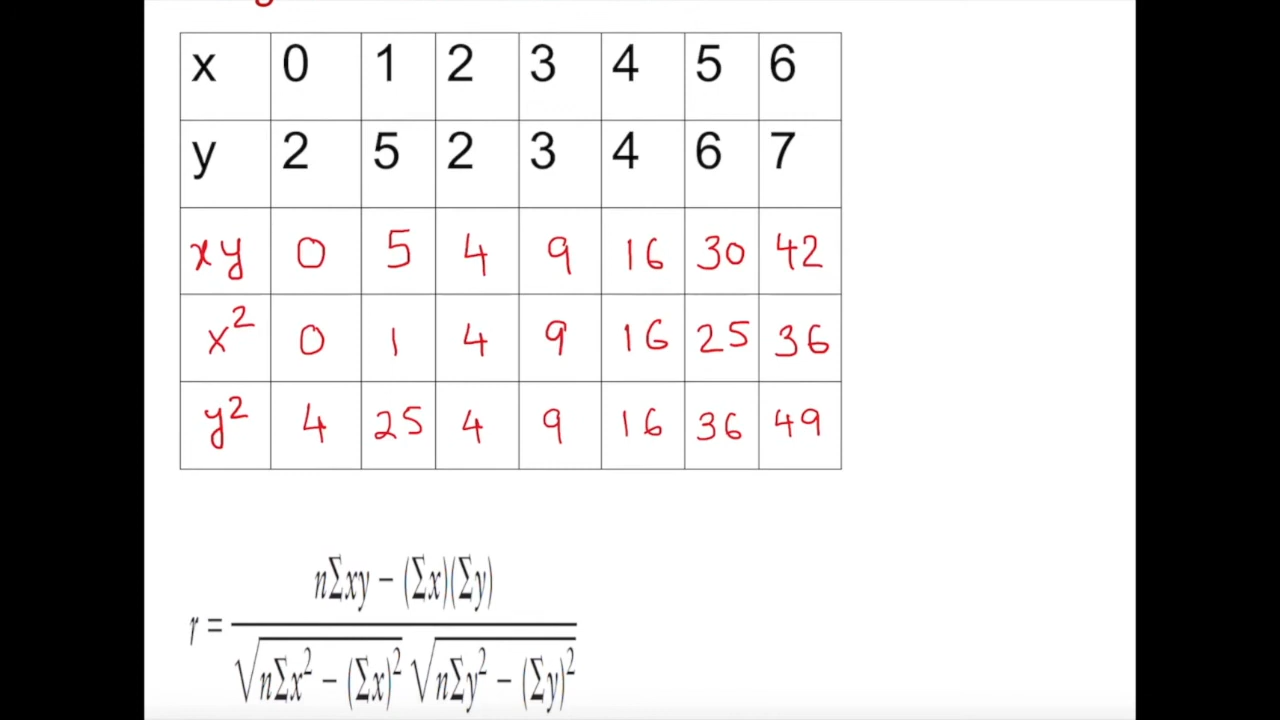 x 0 1 2 3 4 5 6
y 2 5 2 3 4 6 7
xy 0 5 4 9 16 30 42
x² 0 1 4 9 16 25 36
y² 4 25 4 9 16 36 49
r = (nΣxy − (Σx)(Σy)) / (√(nΣx² − (Σx)²) √(nΣy² − (Σy)²))